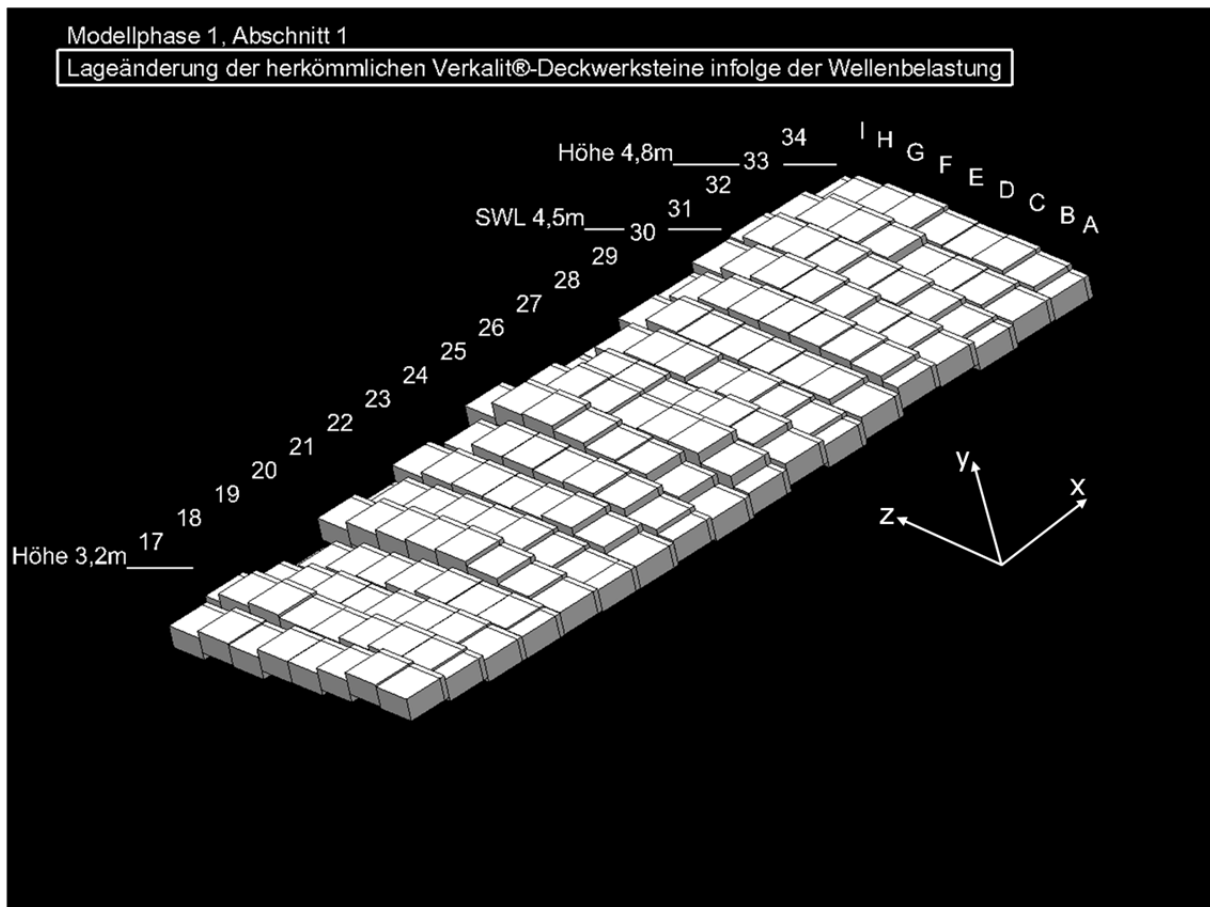 Modellphase 1, Abschnitt 1
Lageänderung der herkömmlichen Verkalit®-Deckwerksteine infolge der Wellenbelastung
I H G F E D C B A
34
Höhe 4,8m 33
32
31
SWL 4,5m 30
29
28
27
26
25
24
23
22
21
20
19
18
17
Höhe 3,2m
y
x
z